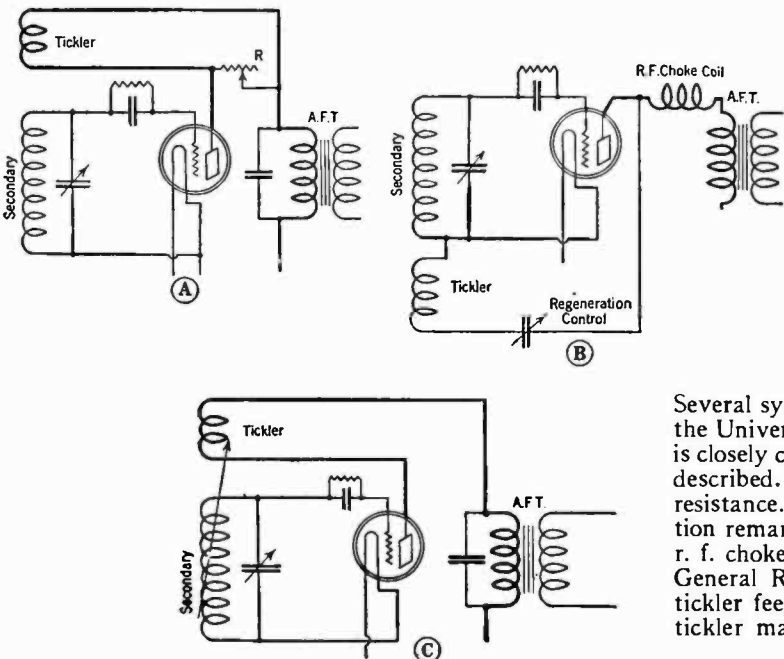 Tickler
R
A.F.T
Secondary
A
R.F. Choke Coil
A.F.T.
Secondary
Tickler
Regeneration
Control
B
Tickler
A.F.T.
Secondary
C
Several sy
the Univer
is closely c
described.
resistance.
tion remar
r. f. choke
General R
tickler fee
tickler ma